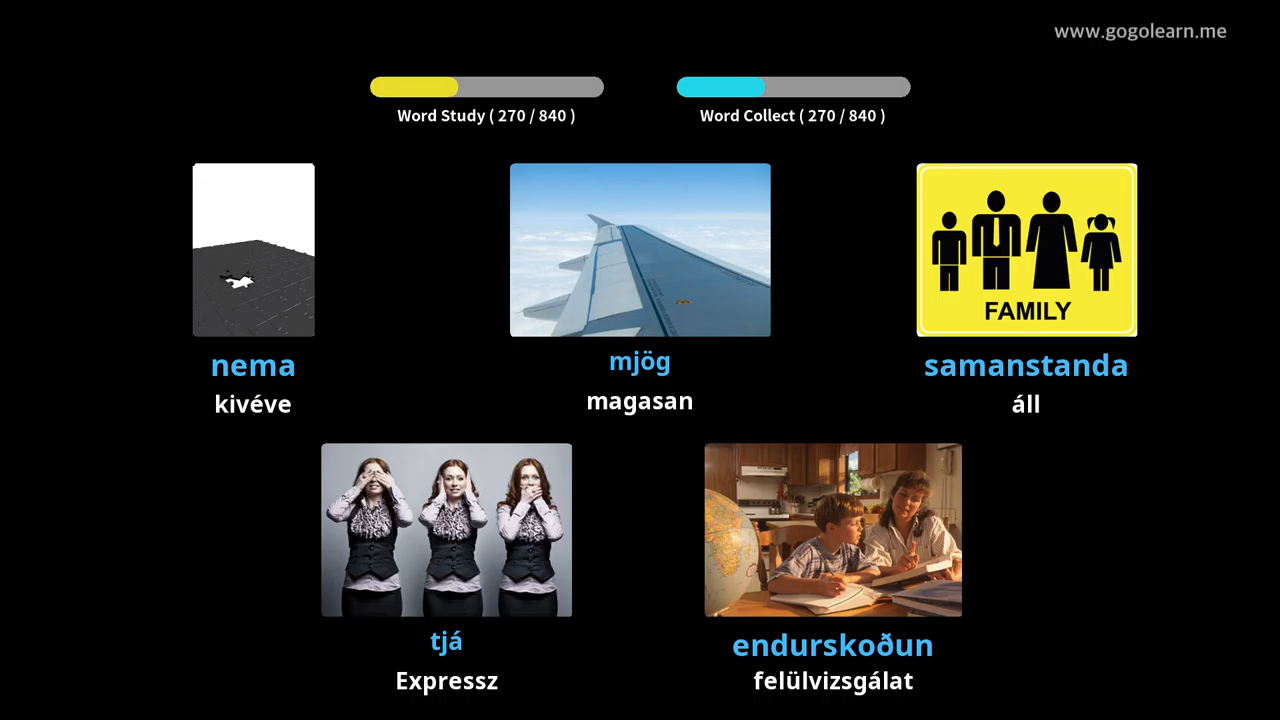 www.gogolearn.me
Word Study ( 270 / 840 )
Word Collect ( 270 / 840 )
FAMILY
nema
kivéve
mjög
magasan
samanstanda
áll
tjá
Expressz
endurskoðun
felülvizsgálat